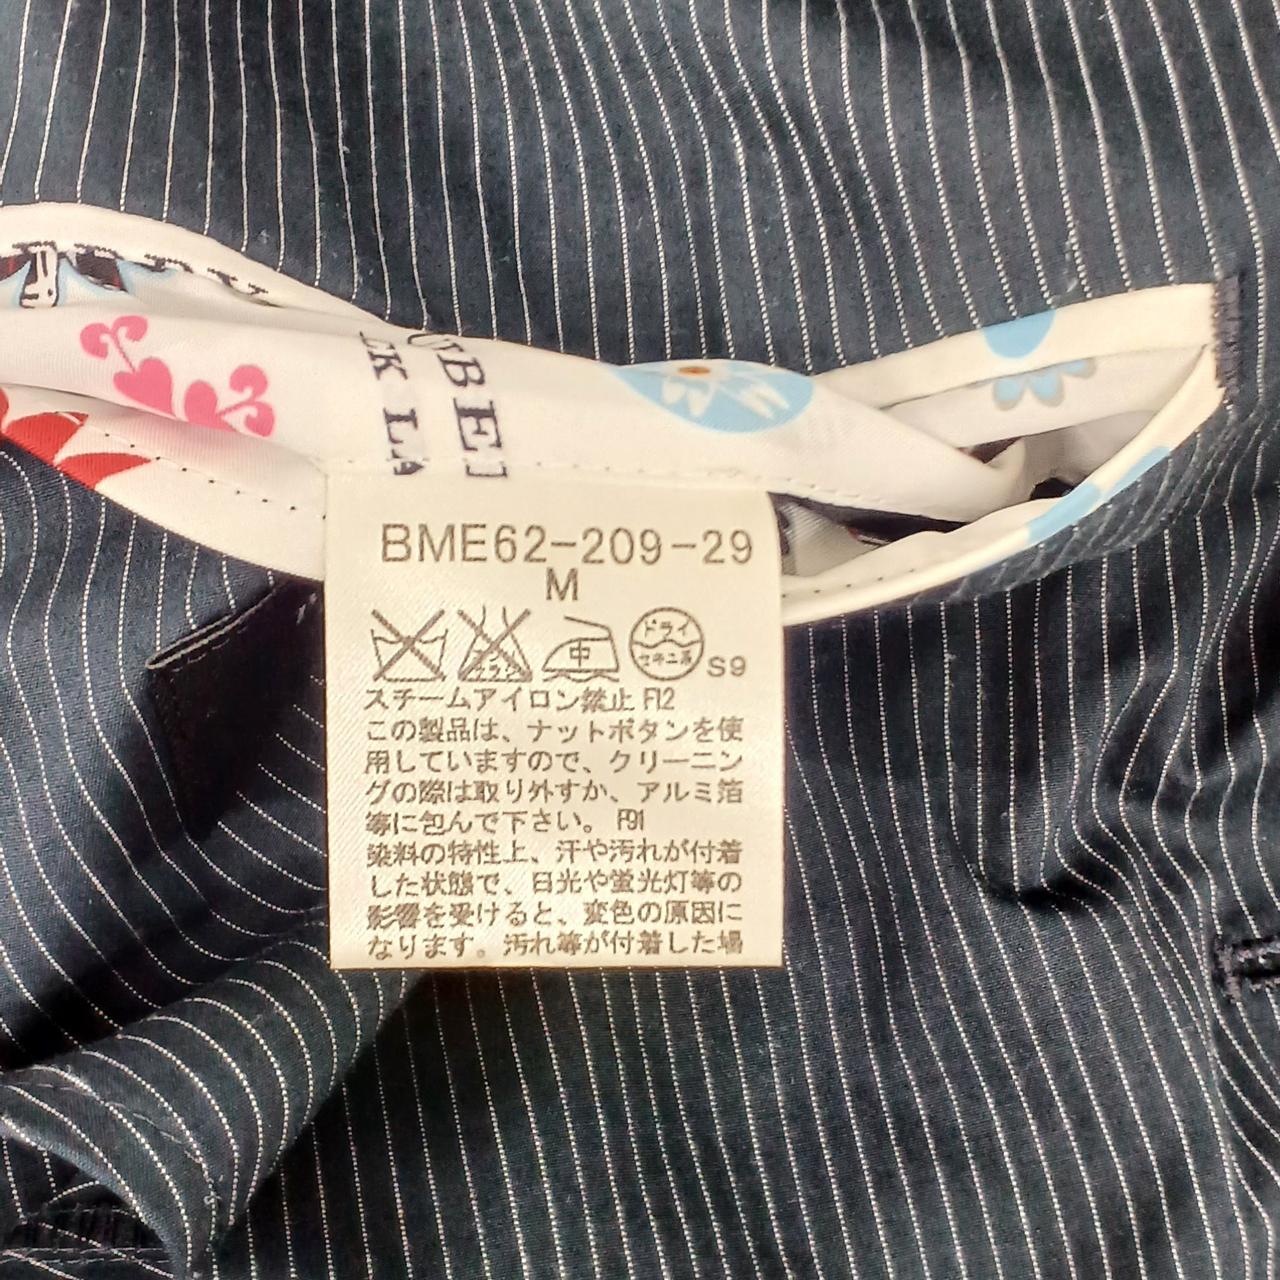 BME62-209-29
M
中
ドライ
セキユ系
S9
スチームアイロン禁止 F12
この製品は、ナットボタンを使
用していますので、クリーニン
グの際は取り外すか、アルミ箔
等に包んで下さい。 F91
染料の特性上、汗や汚れが付着
した状態で、日光や蛍光灯等の
影響を受けると、変色の原因に
なります。汚れ等が付着した場